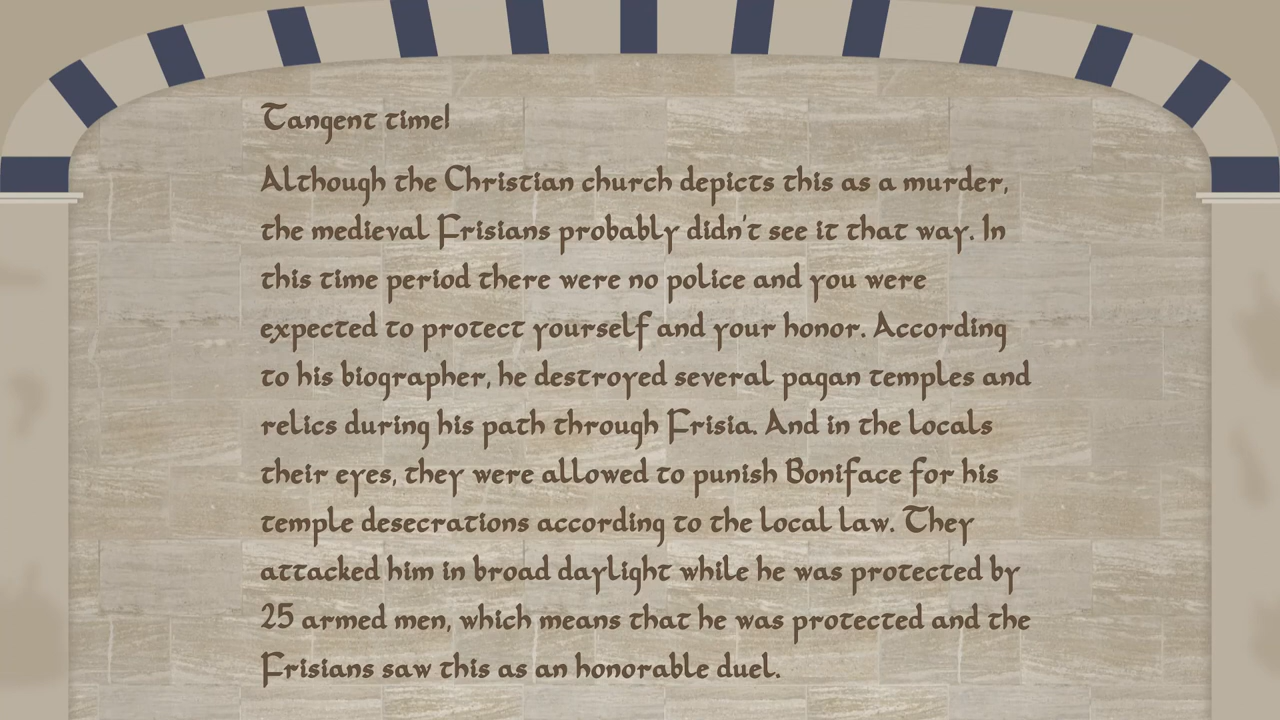 Tangent time!
Although the Christian church depicts this as a murder,
the medieval Frisians probably didn't see it that way. In
this time period there were no police and you were
expected to protect yourself and your honor. According
to his biographer, he destroyed several pagan temples and
relics during his path through Frisia. And in the locals
their eyes, they were allowed to punish Boniface for his
temple desecrations according to the local law. They
attacked him in broad daylight while he was protected by
25 armed men, which means that he was protected and the
Frisians saw this as an honorable duel.